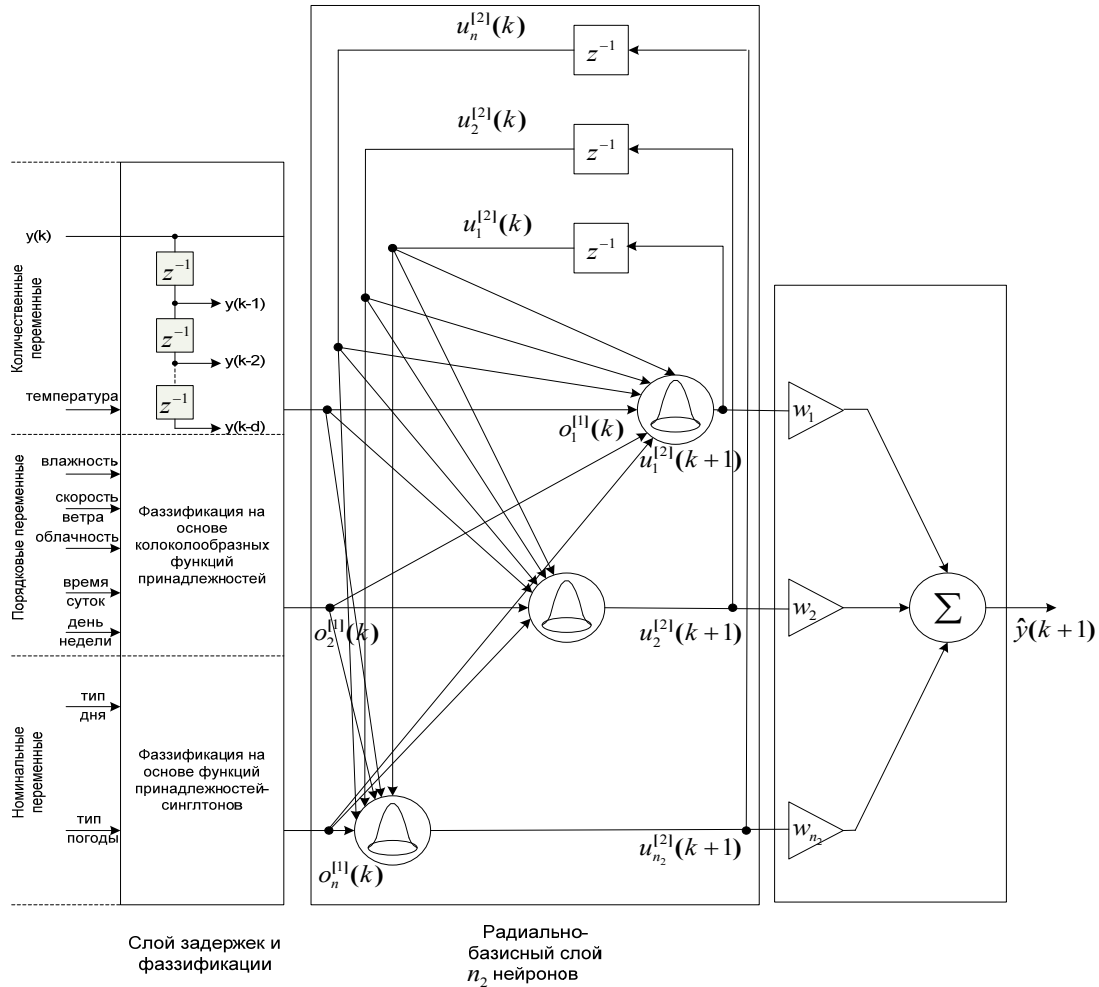 u_n^{[2]}(k)
z^{-1}
u_2^{[2]}(k)
z^{-1}
u_1^{[2]}(k)
z^{-1}
Количественные
переменные
y(k)
z^{-1}
y(k-1)
z^{-1}
y(k-2)
z^{-1}
y(k-d)
температура
Порядковые переменные
влажность
скорость
ветра
облачность
время
суток
день
недели
Фаззификация на
основе
колоколообразных
функций
принадлежностей
Номинальные
переменные
тип
дня
тип
погоды
Фаззификация на
основе функций
принадлежностей-
синглтонов
o_1^{[1]}(k)
u_1^{[2]}(k+1)
o_2^{[1]}(k)
u_2^{[2]}(k+1)
o_n^{[1]}(k)
u_{n_2}^{[2]}(k+1)
w_1
w_2
w_{n_2}
Σ
ŷ(k+1)
Слой задержек и
фаззификации
Радиально-
базисный слой
n_2 нейронов